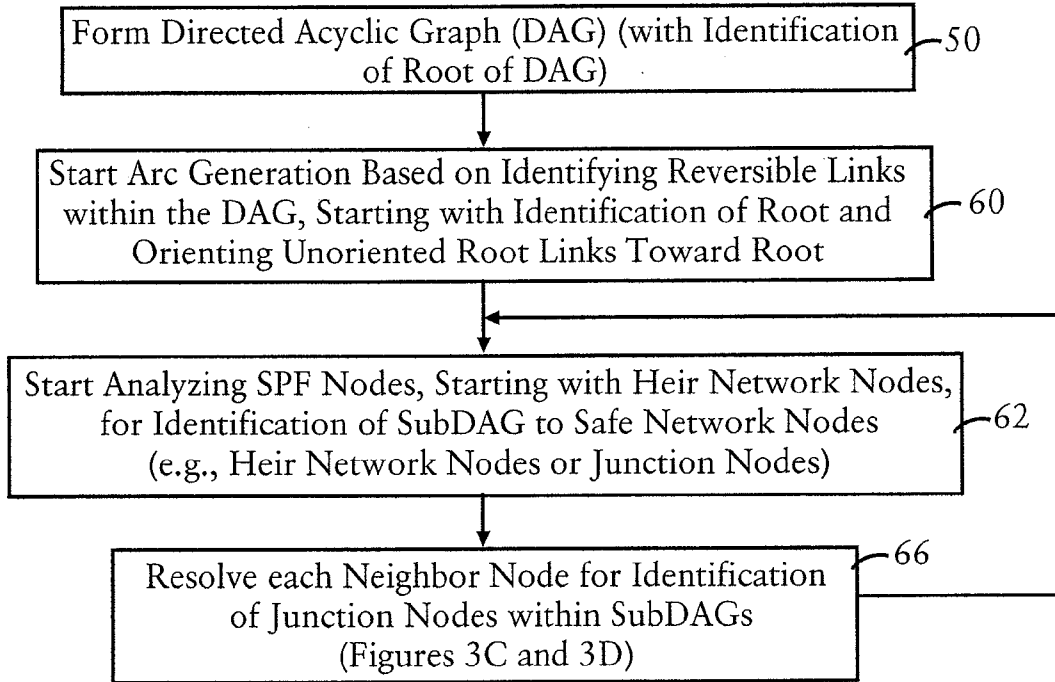 Form Directed Acyclic Graph (DAG) (with Identification
of Root of DAG)
50
Start Arc Generation Based on Identifying Reversible Links
within the DAG, Starting with Identification of Root and
Orienting Unoriented Root Links Toward Root
60
Start Analyzing SPF Nodes, Starting with Heir Network Nodes,
for Identification of SubDAG to Safe Network Nodes
(e.g., Heir Network Nodes or Junction Nodes)
62
Resolve each Neighbor Node for Identification
of Junction Nodes within SubDAGs
(Figures 3C and 3D)
66